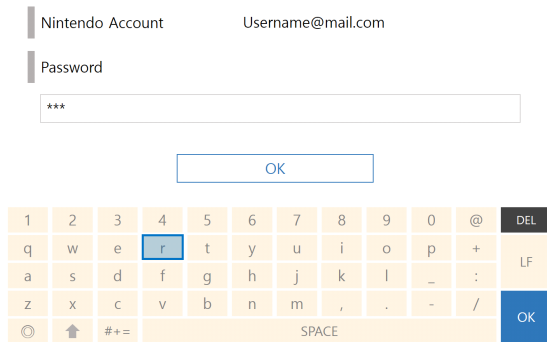 Nintendo Account Username@mail.com
Password
***
OK
1 2 3 4 5 6 7 8 9 0 @ DEL
q w e r t y u i o p +
LF
a s d f g h j k l _ :
z x c v b n m , . - /
OK
#+= SPACE